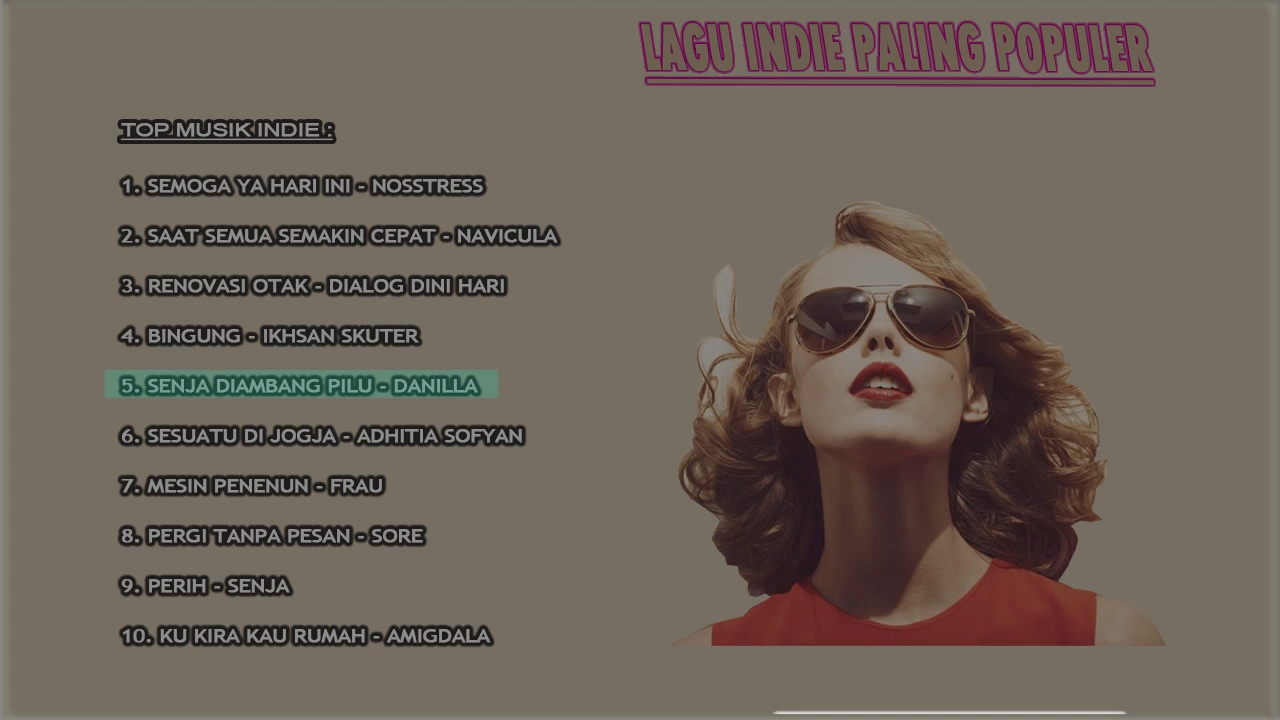 LAGU INDIE PALING POPULER
TOP MUSIK INDIE :
1. SEMOGA YA HARI INI - NOSSTRESS
2. SAAT SEMUA SEMAKIN CEPAT - NAVICULA
3. RENOVASI OTAK - DIALOG DINI HARI
4. BINGUNG - IKHSAN SKUTER
5. SENJA DIAMBANG PILU - DANILLA
6. SESUATU DI JOGJA - ADHITIA SOFYAN
7. MESIN PENENUN - FRAU
8. PERGI TANPA PESAN - SORE
9. PERIH - SENJA
10. KU KIRA KAU RUMAH - AMIGDALA